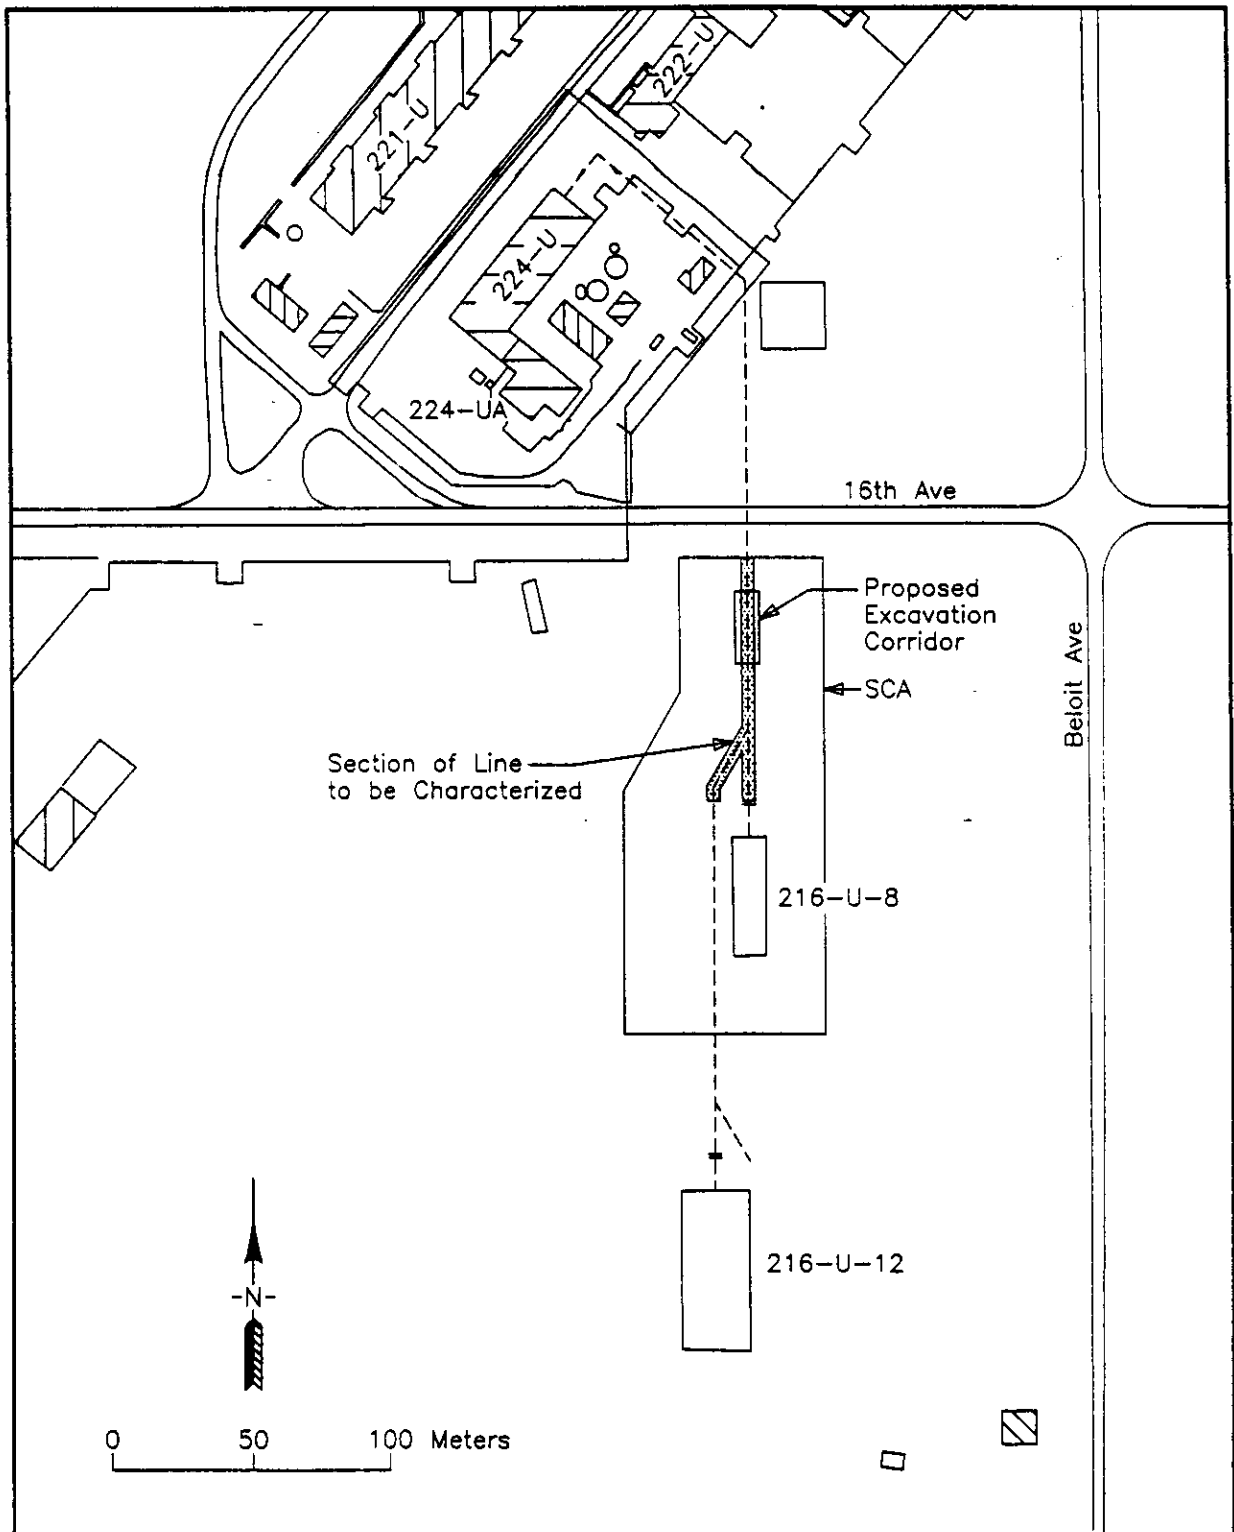 222-U
221-U
224-U
224-UA
16th Ave
Proposed
Excavation
Corridor
SCA
Beloit Ave
Section of Line
to be Characterized
216-U-8
216-U-12
-N-
0 50 100 Meters